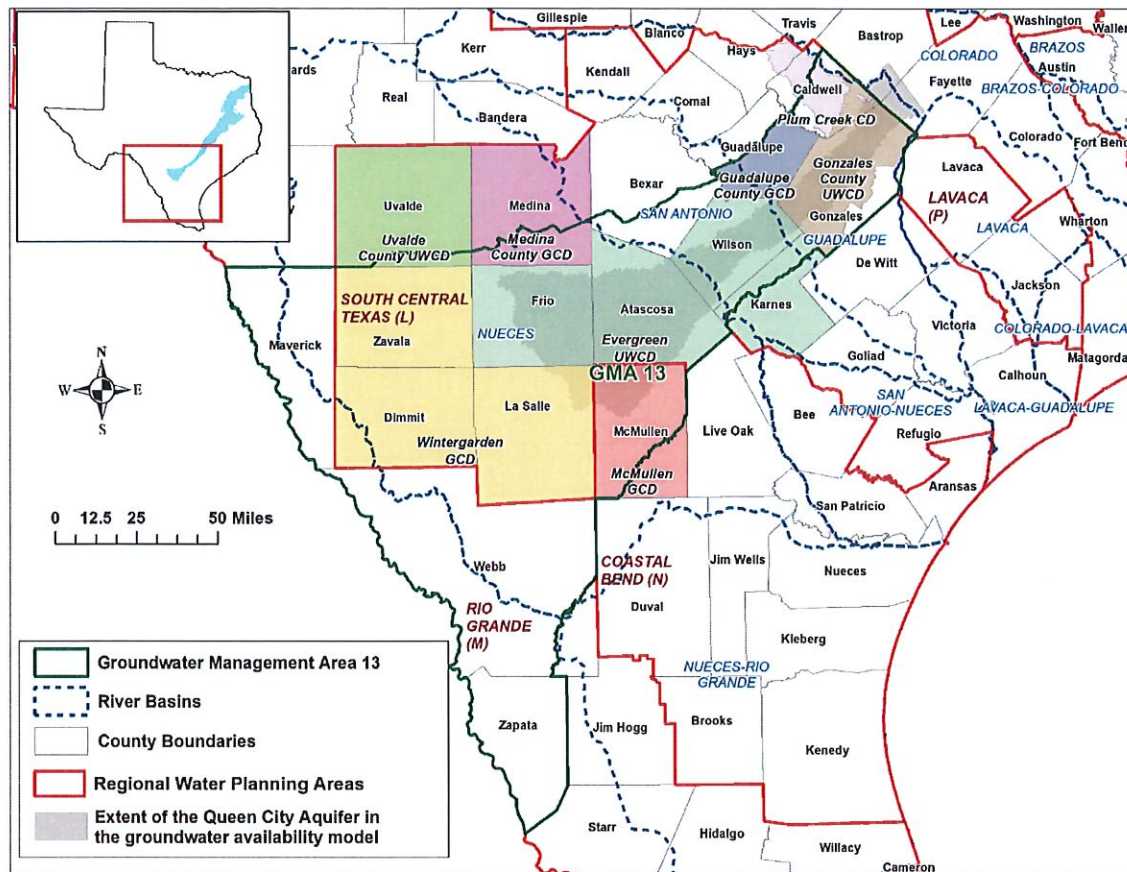 Gillespie
Blanco
Travis
Lee
Washington
Waller
Kerr
Hays
Bastrop
COLORADO
BRAZOS
Austin
Kendall
Fayette
BRAZOS-COLORADO
Real
Caldwell
Comal
Bandera
Plum Creek CD
Colorado
Guadalupe
Fort Bend
Gonzales
County
UWCD
Lavaca
Bexar
Guadalupe
County GCD
LAVACA
(P)
Uvalde
Medina
SAN ANTONIO
Gonzales
Wharton
LAVACA
Wilson
GUADALUPE
Uvalde
County UWCD
Medina
County GCD
De Witt
Jackson
SOUTH CENTRAL
TEXAS (L)
Frio
Atascosa
Karnes
NUECES
Victoria
COLORADO-LAVACA
Maverick
Zavala
Evergreen
UWCD
Goliad
Matagorda
GMA 13
Calhoun
N
W
E
S
La Salle
SAN
ANTONIO-NUECES
LAVACA-GUADALUPE
Dimmit
Bee
McMullen
Live Oak
Refugio
Wintergarden
GCD
McMullen
GCD
Aransas
San Patricio
0 12.5 25 50 Miles
Webb
COASTAL
BEND (N)
Jim Wells
Nueces
Duval
RIO
GRANDE
(M)
Kleberg
NUECES-RIO
GRANDE
Zapata
Jim Hogg
Brooks
Kenedy
Starr
Hidalgo
Willacy
Cameron
Groundwater Management Area 13
River Basins
County Boundaries
Regional Water Planning Areas
Extent of the Queen City Aquifer in
the groundwater availability model